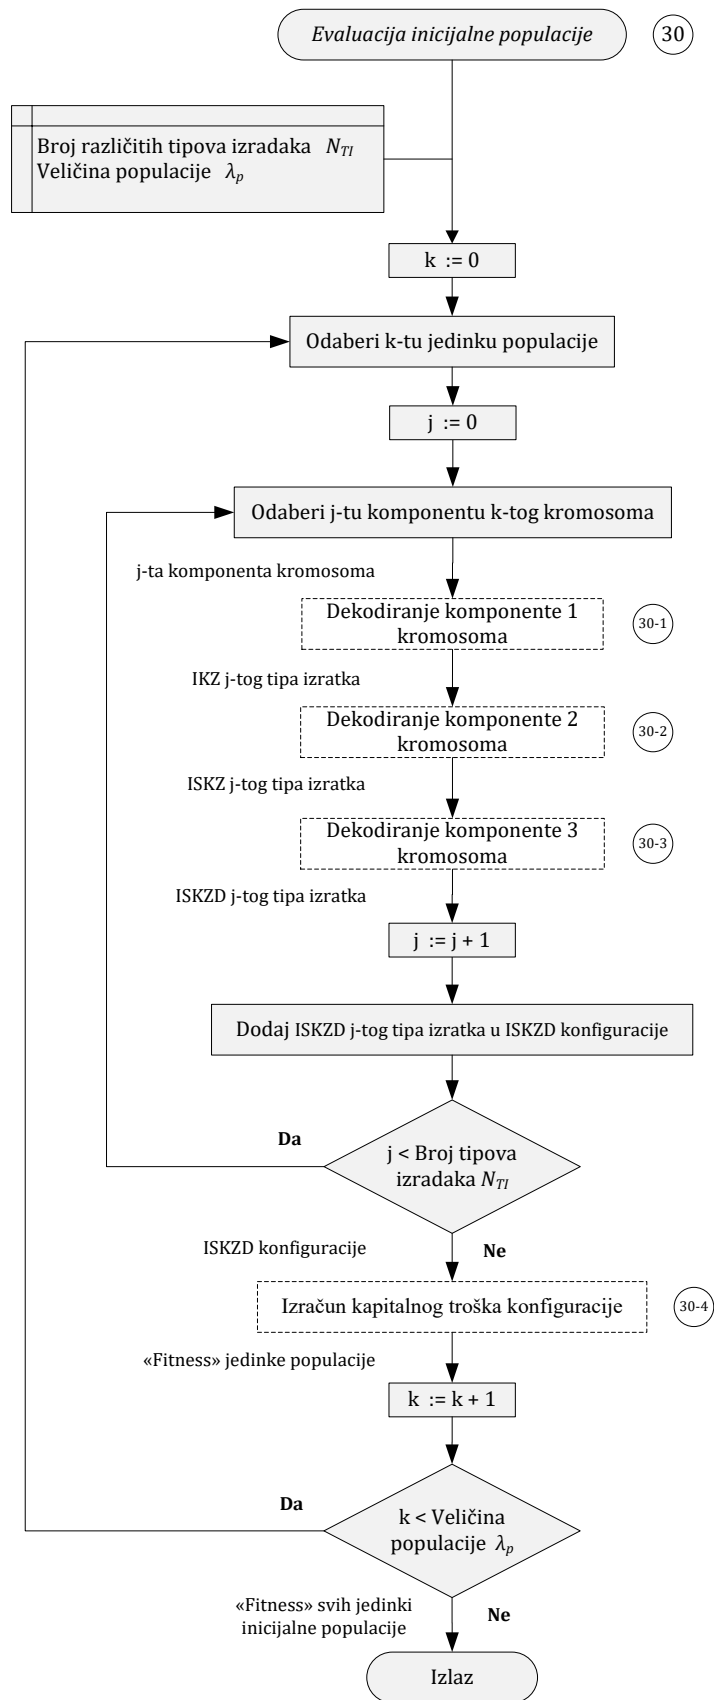 Evaluacija inicijalne populacije
30
Broj različitih tipova izradaka N_TI
Veličina populacije λ_p
k := 0
Odaberi k-tu jedinku populacije
j := 0
Odaberi j-tu komponentu k-tog kromosoma
j-ta komponenta kromosoma
Dekodiranje komponente 1
kromosoma
30-1
IKZ j-tog tipa izratka
Dekodiranje komponente 2
kromosoma
30-2
ISKZ j-tog tipa izratka
Dekodiranje komponente 3
kromosoma
30-3
ISKZD j-tog tipa izratka
j := j + 1
Dodaj ISKZD j-tog tipa izratka u ISKZD konfiguracije
Da
j < Broj tipova
izradaka N_TI
ISKZD konfiguracije
Ne
Izračun kapitalnog troška konfiguracije
30-4
«Fitness» jedinke populacije
k := k + 1
Da
k < Veličina
populacije λ_p
«Fitness» svih jedinki
inicijalne populacije
Ne
Izlaz